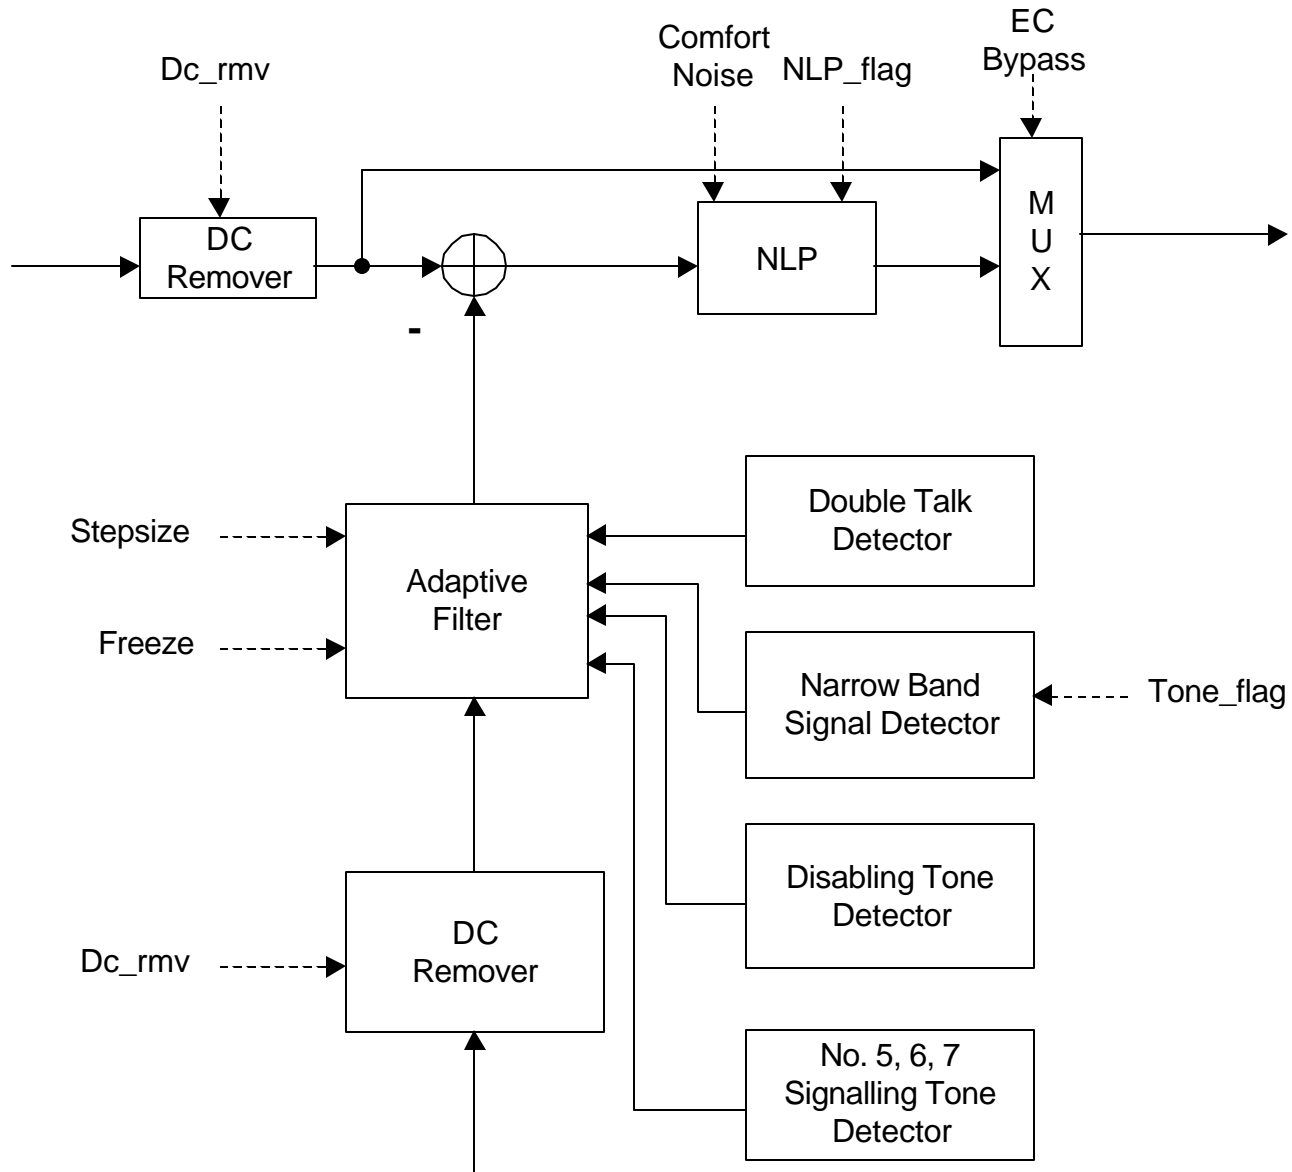 EC
Bypass
Comfort
Noise
NLP_flag
Dc_rmv
M
U
X
DC
Remover
NLP
-
Double Talk
Detector
Stepsize
Adaptive
Filter
Freeze
Narrow Band
Signal Detector
Tone_flag
Disabling Tone
Detector
DC
Remover
Dc_rmv
No. 5, 6, 7
Signalling Tone
Detector